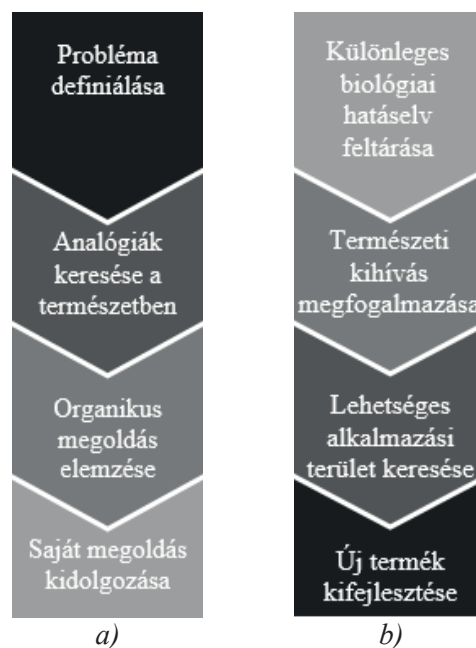 Probléma
definiálása
Analógiák
keresése a
természetben
Organikus
megoldás
elemzése
Saját megoldás
kidolgozása
a)
Különleges
biológiai
hatáselv
feltárása
Természeti
kihívás
megfogalmazása
Lehetséges
alkalmazási
terület keresése
Új termék
kifejlesztése
b)